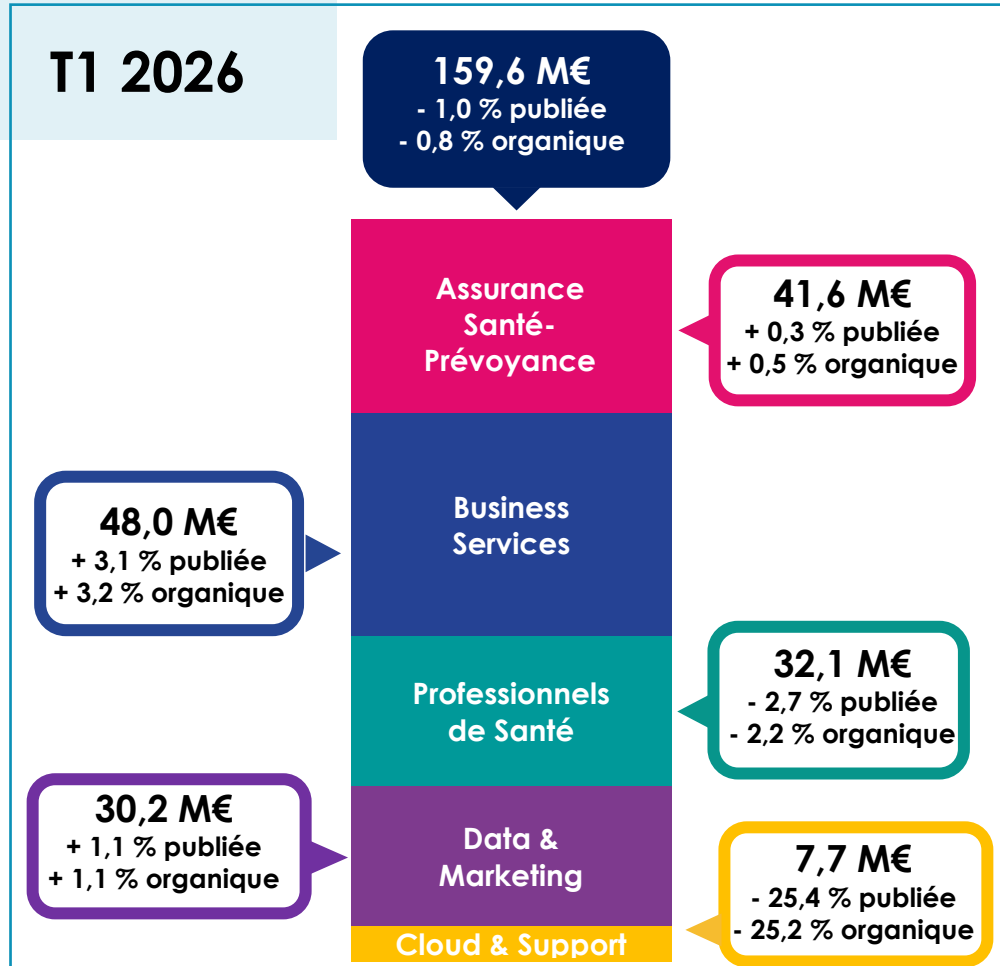 T1 2026
159,6 M€
- 1,0 % publiée
- 0,8 % organique
Assurance
Santé-
Prévoyance
41,6 M€
+ 0,3 % publiée
+ 0,5 % organique
Business
Services
48,0 M€
+ 3,1 % publiée
+ 3,2 % organique
Professionnels
de Santé
32,1 M€
- 2,7 % publiée
- 2,2 % organique
Data &
Marketing
30,2 M€
+ 1,1 % publiée
+ 1,1 % organique
Cloud & Support
7,7 M€
- 25,4 % publiée
- 25,2 % organique